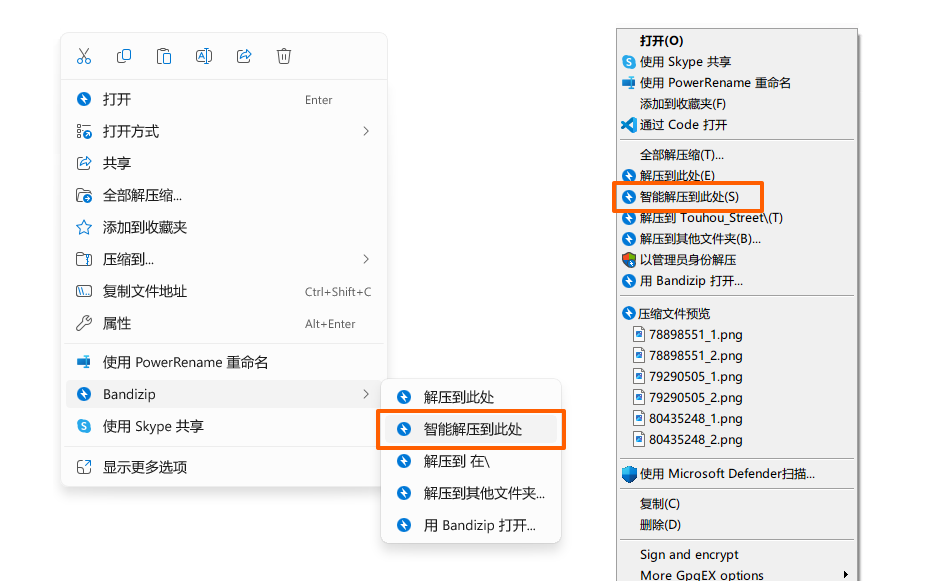 打开 Enter
打开方式
共享
全部解压缩...
添加到收藏夹
压缩到...
复制文件地址 Ctrl+Shift+C
属性 Alt+Enter
使用 PowerRename 重命名
Bandizip
使用 Skype 共享
显示更多选项
解压到此处
智能解压到此处
解压到 在\
解压到其他文件夹...
用 Bandizip 打开...
打开(O)
使用 Skype 共享
使用 PowerRename 重命名
添加到收藏夹(F)
通过 Code 打开
全部解压缩(T)...
解压到此处(E)
智能解压到此处(S)
解压到 Touhou_Street\(T)
解压到其他文件夹(B)...
以管理员身份解压
用 Bandizip 打开...
压缩文件预览
78898551_1.png
78898551_2.png
79290505_1.png
79290505_2.png
80435248_1.png
80435248_2.png
使用 Microsoft Defender扫描...
复制(C)
删除(D)
Sign and encrypt
More GpgEX options